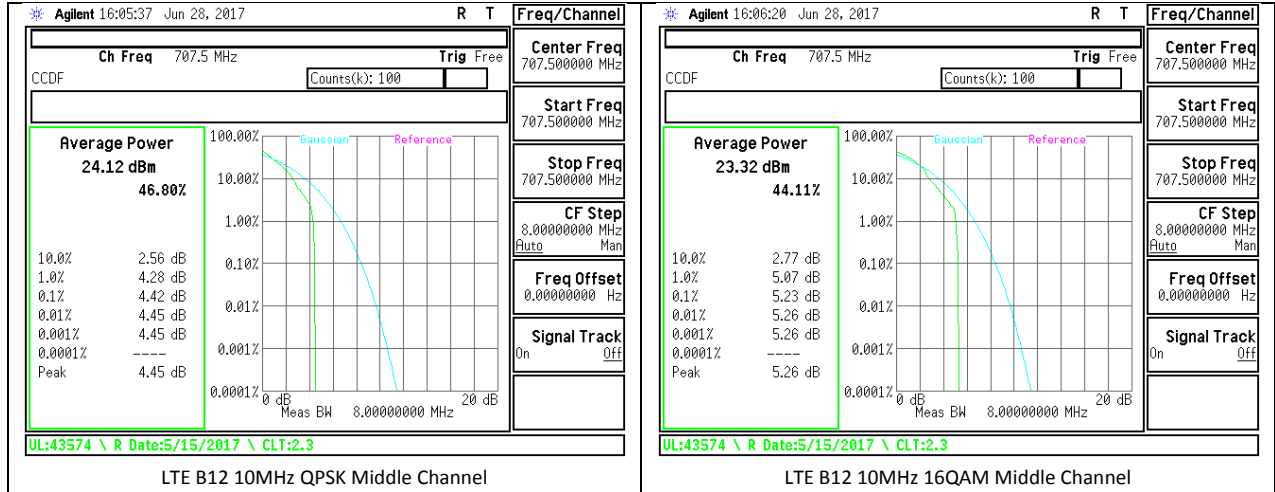 Agilent 16:05:37 Jun 28, 2017 R T
Freq/Channel
Ch Freq 707.5 MHz Trig Free
CCDF Counts(k): 100
Center Freq
707.500000 MHz
Start Freq
707.500000 MHz
Stop Freq
707.500000 MHz
CF Step
8.00000000 MHz
Auto Man
Freq Offset
0.00000000 Hz
Signal Track
On Off
Average Power
24.12 dBm
46.80%
10.0% 2.56 dB
1.0% 4.28 dB
0.1% 4.42 dB
0.01% 4.45 dB
0.001% 4.45 dB
0.0001% ----
Peak 4.45 dB
Gaussian Reference
100.00%
10.00%
1.00%
0.10%
0.01%
0.001%
0.0001%
0 dB 20 dB
Meas BW 8.00000000 MHz
UL:43574 \ R Date:5/15/2017 \ CLT:2.3
LTE B12 10MHz QPSK Middle Channel
Agilent 16:06:20 Jun 28, 2017 R T
Freq/Channel
Ch Freq 707.5 MHz Trig Free
CCDF Counts(k): 100
Center Freq
707.500000 MHz
Start Freq
707.500000 MHz
Stop Freq
707.500000 MHz
CF Step
8.00000000 MHz
Auto Man
Freq Offset
0.00000000 Hz
Signal Track
On Off
Average Power
23.32 dBm
44.11%
10.0% 2.77 dB
1.0% 5.07 dB
0.1% 5.23 dB
0.01% 5.26 dB
0.001% 5.26 dB
0.0001% ----
Peak 5.26 dB
Gaussian Reference
100.00%
10.00%
1.00%
0.10%
0.01%
0.001%
0.0001%
0 dB 20 dB
Meas BW 8.00000000 MHz
UL:43574 \ R Date:5/15/2017 \ CLT:2.3
LTE B12 10MHz 16QAM Middle Channel